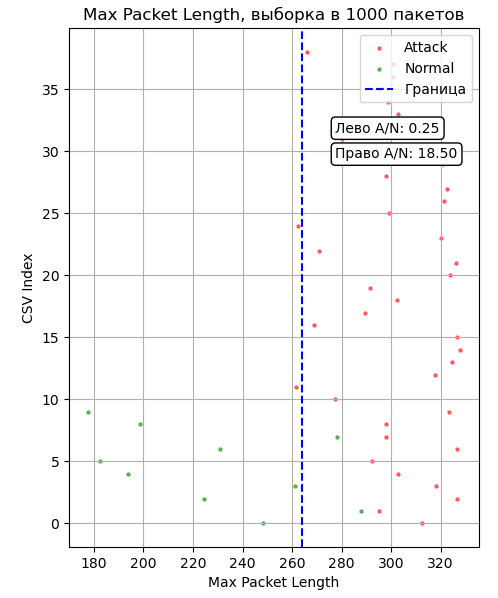 Max Packet Length, выборка в 1000 пакетов
Attack
Normal
Граница
Лево A/N: 0.25
Право A/N: 18.50
35
30
25
20
15
10
5
0
CSV Index
180 200 220 240 260 280 300 320
Max Packet Length